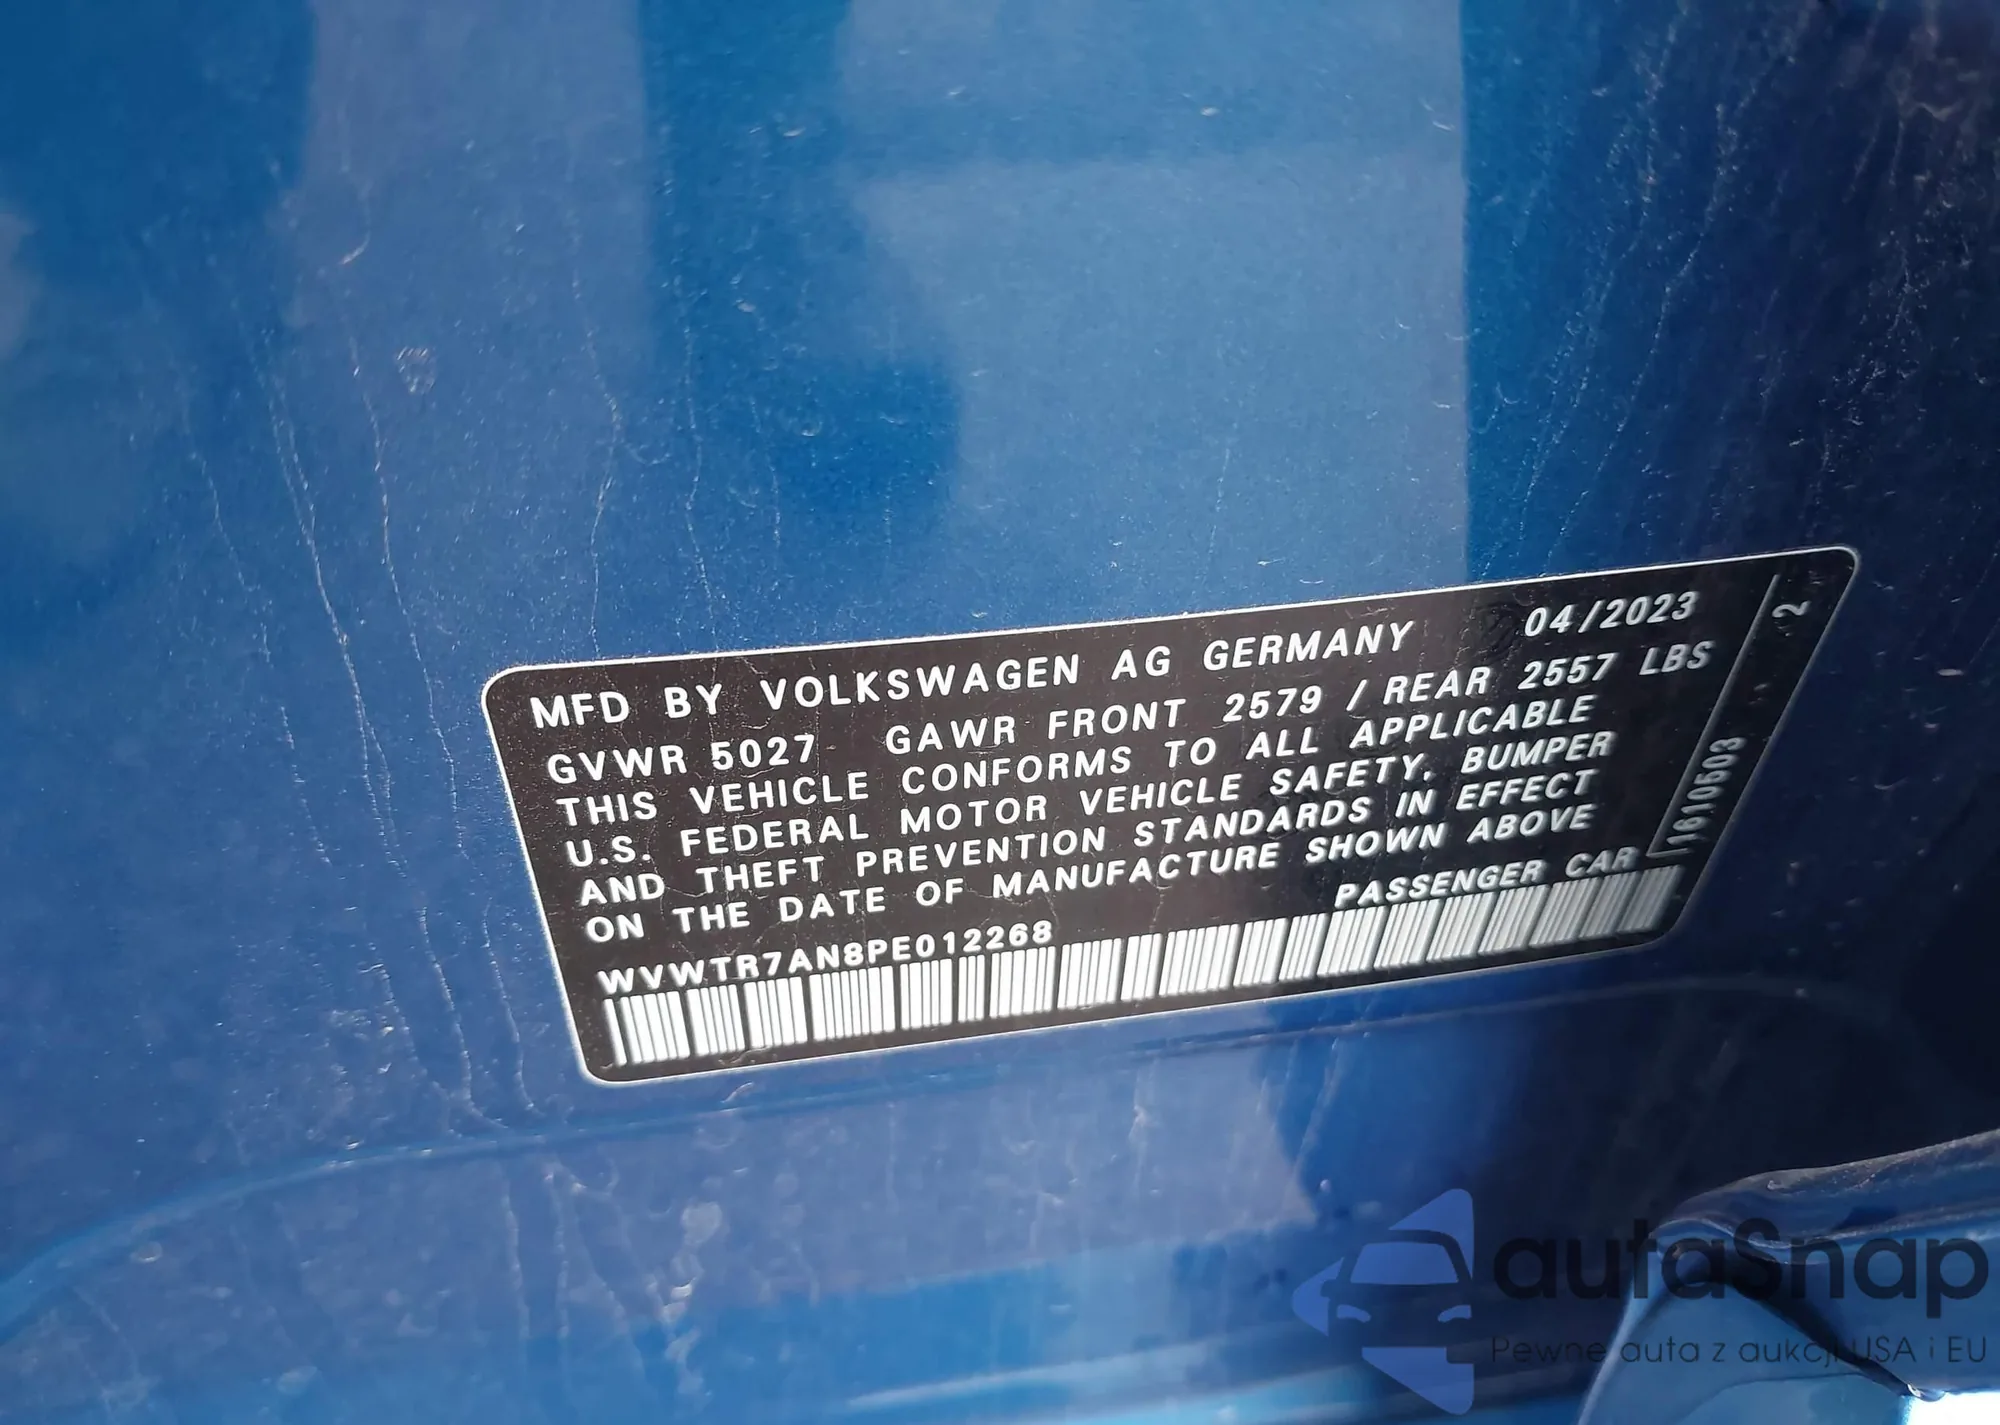 MFD BY VOLKSWAGEN AG GERMANY 04/2023
GVWR 5027 GAWR FRONT 2579 / REAR 2557 LBS
THIS VEHICLE CONFORMS TO ALL APPLICABLE
U.S. FEDERAL MOTOR VEHICLE SAFETY, BUMPER
AND THEFT PREVENTION STANDARDS IN EFFECT
ON THE DATE OF MANUFACTURE SHOWN ABOVE
PASSENGER CAR
WVWTR7AN8PE012268
1610503 2
autaSnap
Pewne auta z aukcji USA i EU